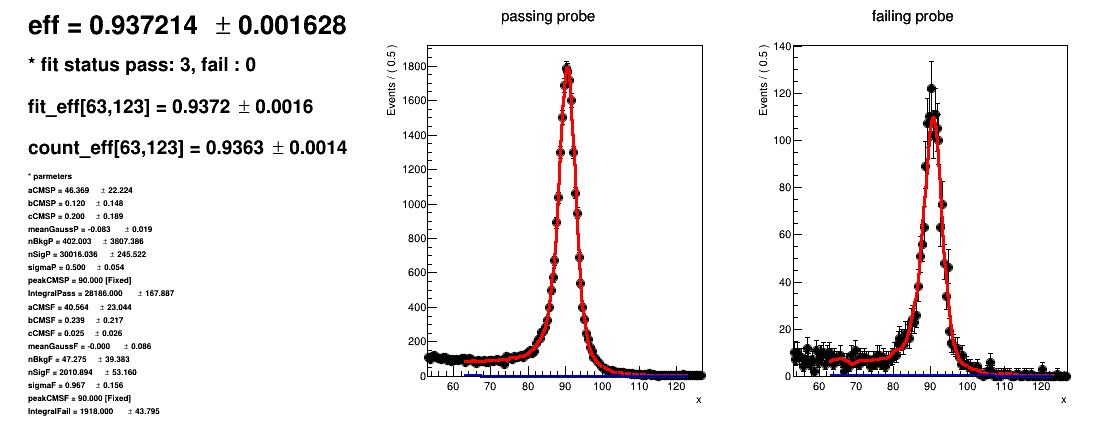 eff = 0.937214 ± 0.001628
* fit status pass: 3, fail : 0
fit_eff[63,123] = 0.9372 ± 0.0016
count_eff[63,123] = 0.9363 ± 0.0014
* parmeters
aCMSP = 46.369 ± 22.224
bCMSP = 0.120 ± 0.148
cCMSP = 0.200 ± 0.189
meanGaussP = -0.083 ± 0.019
nBkgP = 402.003 ± 3807.386
nSigP = 30016.036 ± 245.522
sigmaP = 0.500 ± 0.054
peakCMSP = 90.000 [Fixed]
IntegralPass = 28186.000 ± 167.887
aCMSF = 40.564 ± 23.044
bCMSF = 0.239 ± 0.217
cCMSF = 0.025 ± 0.026
meanGaussF = -0.000 ± 0.086
nBkgF = 47.275 ± 39.383
nSigF = 2010.894 ± 53.160
sigmaF = 0.967 ± 0.156
peakCMSF = 90.000 [Fixed]
IntegralFail = 1918.000 ± 43.795
passing probe
Events / ( 0.5 )
1800
1600
1400
1200
1000
800
600
400
200
0
60 70 80 90 100 110 120
x
failing probe
Events / ( 0.5 )
140
120
100
80
60
40
20
0
60 70 80 90 100 110 120
x